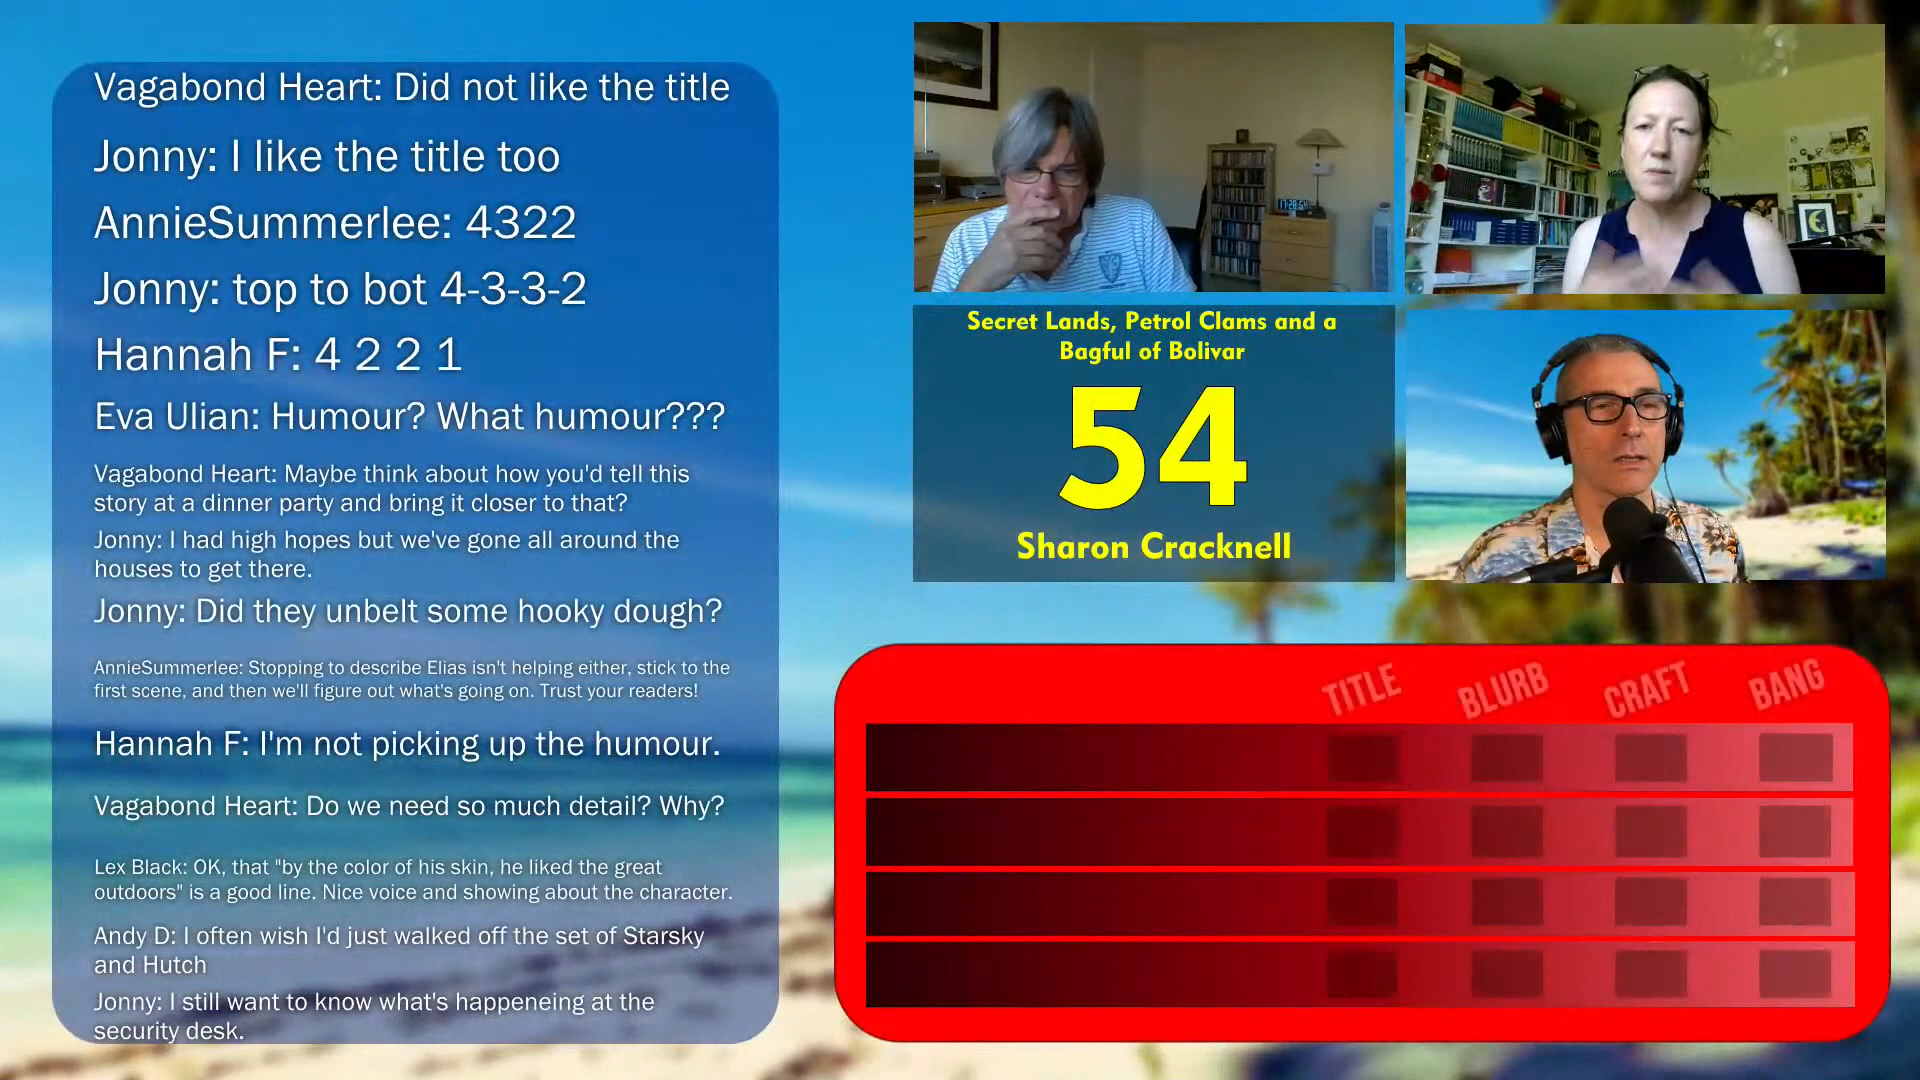 Vagabond Heart: Did not like the title
Jonny: I like the title too
AnnieSummerlee: 4322
Jonny: top to bot 4-3-3-2
Hannah F: 4 2 2 1
Eva Ulian: Humour? What humour???
Vagabond Heart: Maybe think about how you'd tell this
story at a dinner party and bring it closer to that?
Jonny: I had high hopes but we've gone all around the
houses to get there.
Jonny: Did they unbelt some hooky dough?
AnnieSummerlee: Stopping to describe Elias isn't helping either, stick to the
first scene, and then we'll figure out what's going on. Trust your readers!
Hannah F: I'm not picking up the humour.
Vagabond Heart: Do we need so much detail? Why?
Lex Black: OK, that "by the color of his skin, he liked the great
outdoors" is a good line. Nice voice and showing about the character.
Andy D: I often wish I'd just walked off the set of Starsky
and Hutch
Jonny: I still want to know what's happeneing at the
security desk.
Secret Lands, Petrol Clams and a
Bagful of Bolivar
54
Sharon Cracknell
TITLE BLURB CRAFT BANG